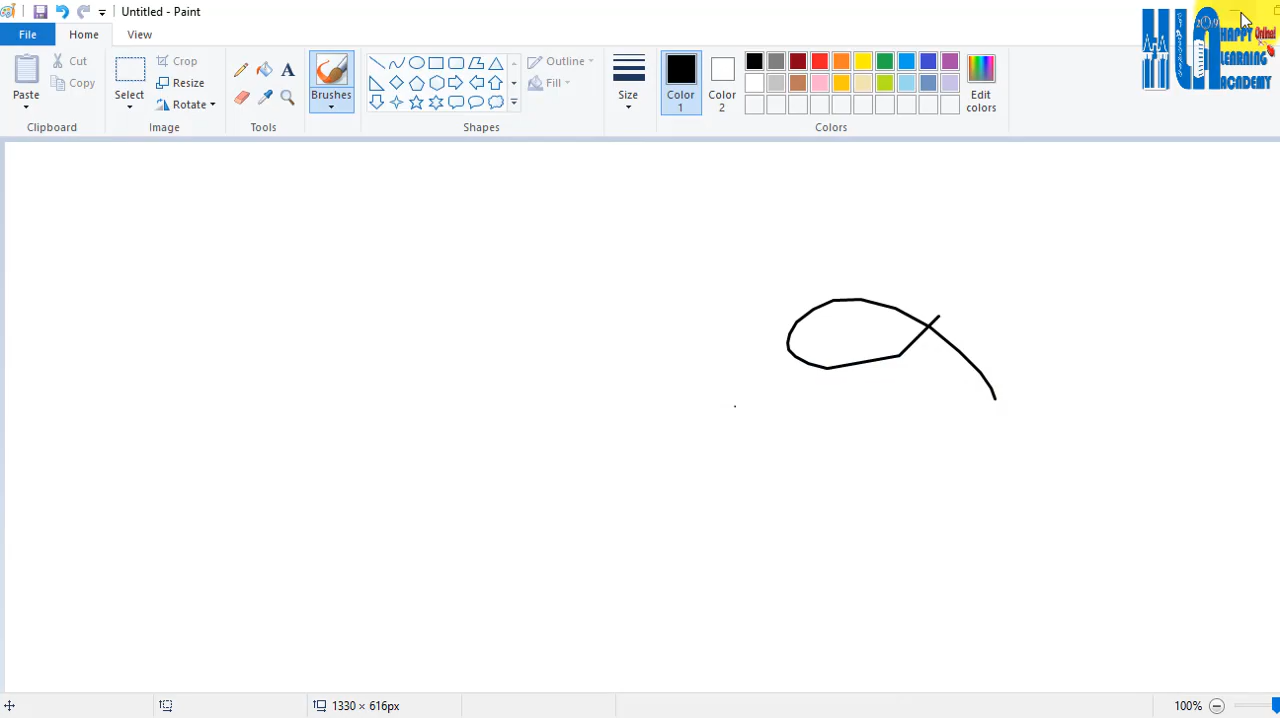 Untitled - Paint
File Home View
Paste
Cut
Copy
Clipboard
Select
Crop
Resize
Rotate
Image
Tools
Brushes
Shapes
Outline
Fill
Size
Color 1
Color 2
Edit colors
Colors
HAPPY Online!
LEARNING
ACADEMY
1330 × 616px
100%